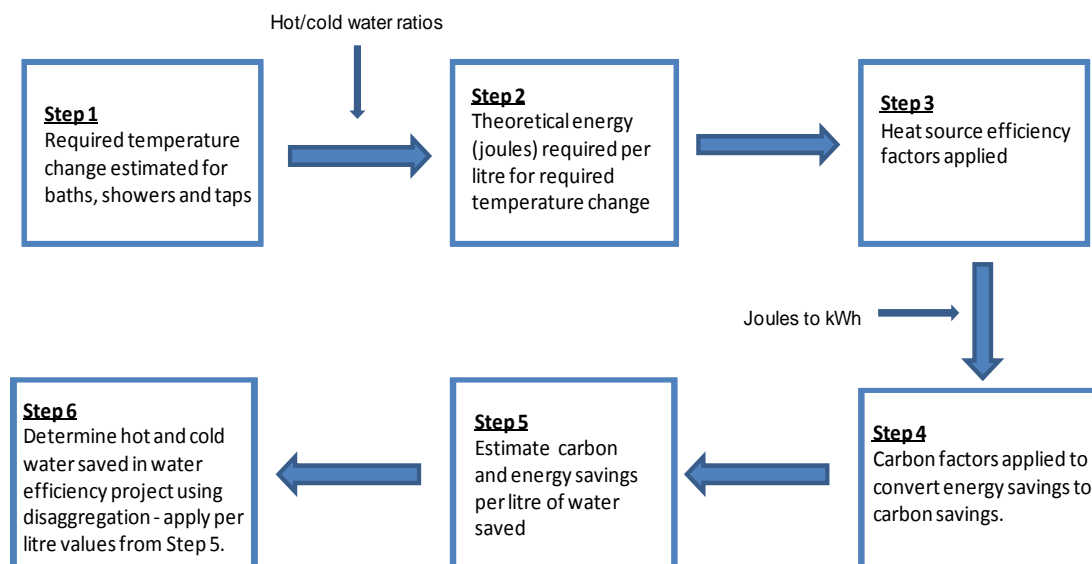 Hot/cold water ratios
Step 1
Required temperature
change estimated for
baths, showers and taps
Step 2
Theoretical energy
(joules) required per
litre for required
temperature change
Step 3
Heat source efficiency
factors applied
Joules to kWh
Step 4
Carbon factors applied to
convert energy savings to
carbon savings.
Step 5
Estimate carbon
and energy savings
per litre of water
saved
Step 6
Determine hot and cold
water saved in water
efficiency project using
disaggregation - apply per
litre values from Step 5.